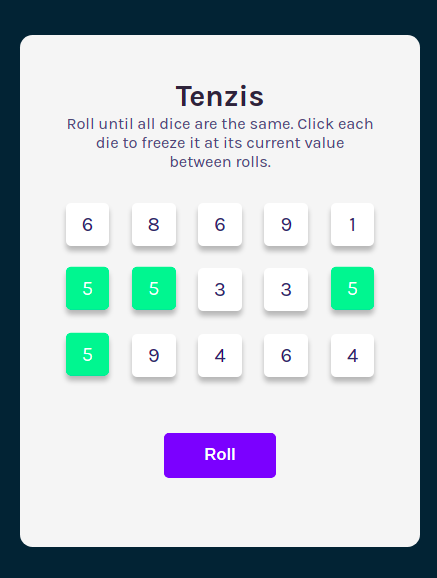 Tenzis
Roll until all dice are the same. Click each
die to freeze it at its current value
between rolls.
6 8 6 9 1
5 5 3 3 5
5 9 4 6 4
Roll